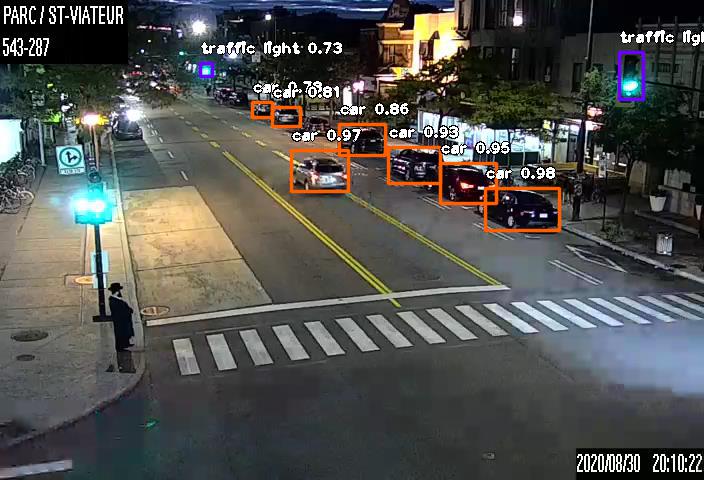 PARC / ST-VIATEUR
543-287
traffic light 0.73
traffic lig
car 0.81
car 0.86
car 0.97
car 0.93
car 0.95
car 0.98
2020/08/30 20:10:22